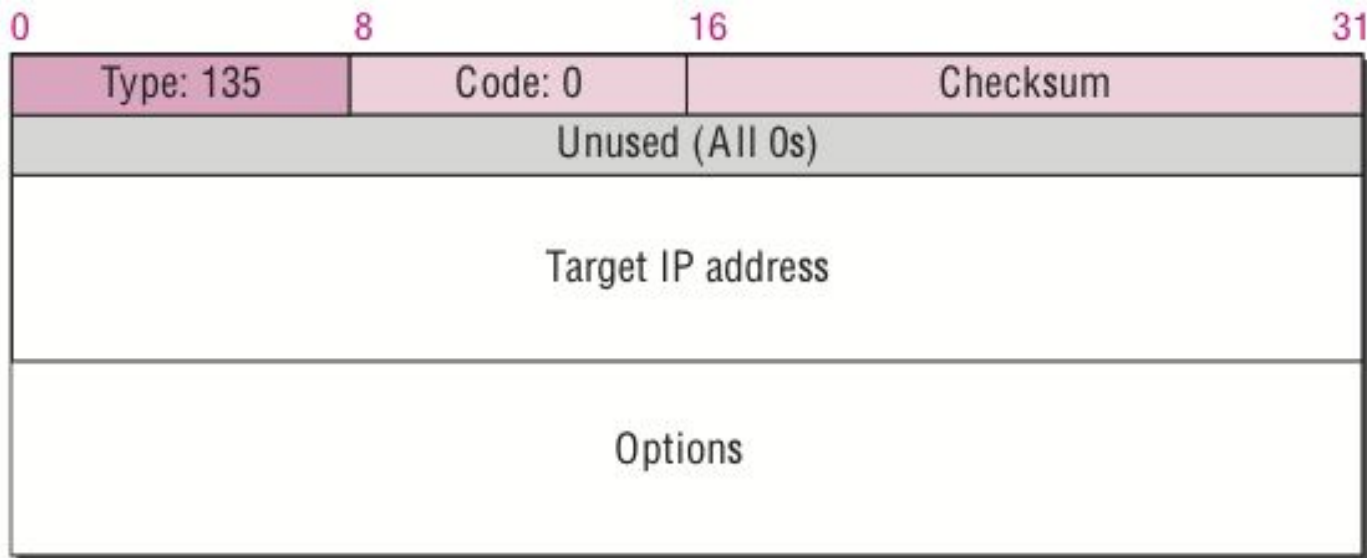 0 8 16 31
Type: 135 Code: 0 Checksum
Unused (All 0s)
Target IP address
Options